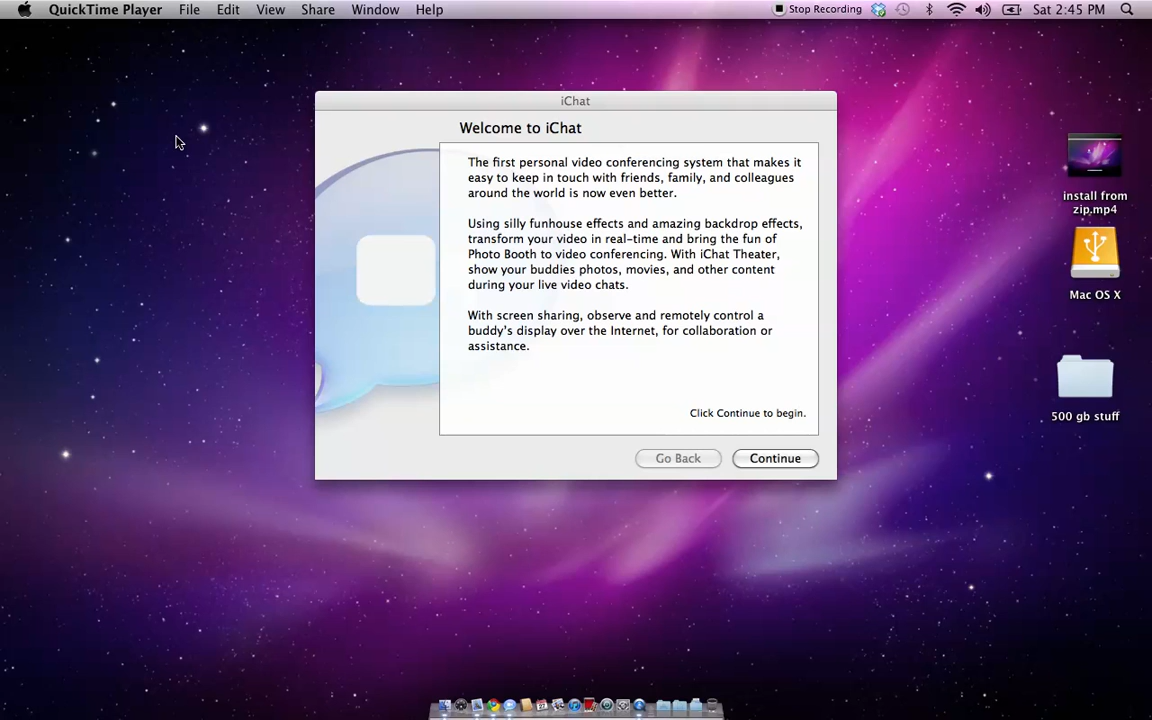 QuickTime Player File Edit View Share Window Help Stop Recording Sat 2:45 PM
iChat
Welcome to iChat
The first personal video conferencing system that makes it
easy to keep in touch with friends, family, and colleagues
around the world is now even better.
Using silly funhouse effects and amazing backdrop effects,
transform your video in real-time and bring the fun of
Photo Booth to video conferencing. With iChat Theater,
show your buddies photos, movies, and other content
during your live video chats.
With screen sharing, observe and remotely control a
buddy's display over the Internet, for collaboration or
assistance.
Click Continue to begin.
Go Back Continue
install from
zip.mp4
Mac OS X
500 gb stuff